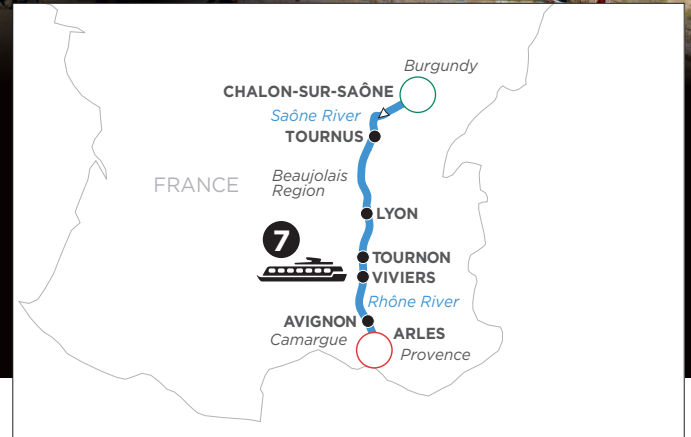 Burgundy
CHALON-SUR-SAÔNE
Saône River
TOURNUS
FRANCE
Beaujolais
Region
LYON
7
TOURNON
VIVIERS
Rhône River
AVIGNON
ARLES
Camargue
Provence